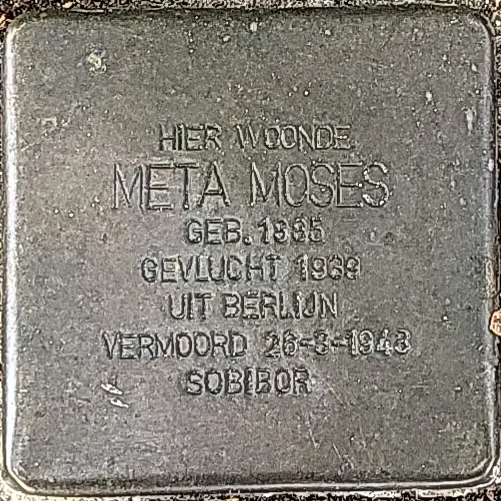 HIER WOONDE
META MOSES
GEB. 1885
GEVLUCHT 1939
UIT BERLIJN
VERMOORD 26-3-1943
SOBIBOR